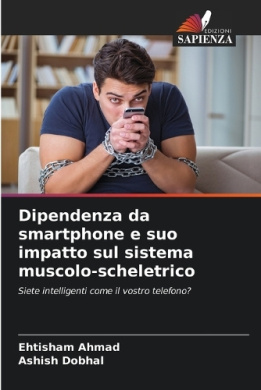 EDIZIONI
SAPIENZA
Dipendenza da
smartphone e suo
impatto sul sistema
muscolo-scheletrico
Siete intelligenti come il vostro telefono?
Ehtisham Ahmad
Ashish Dobhal